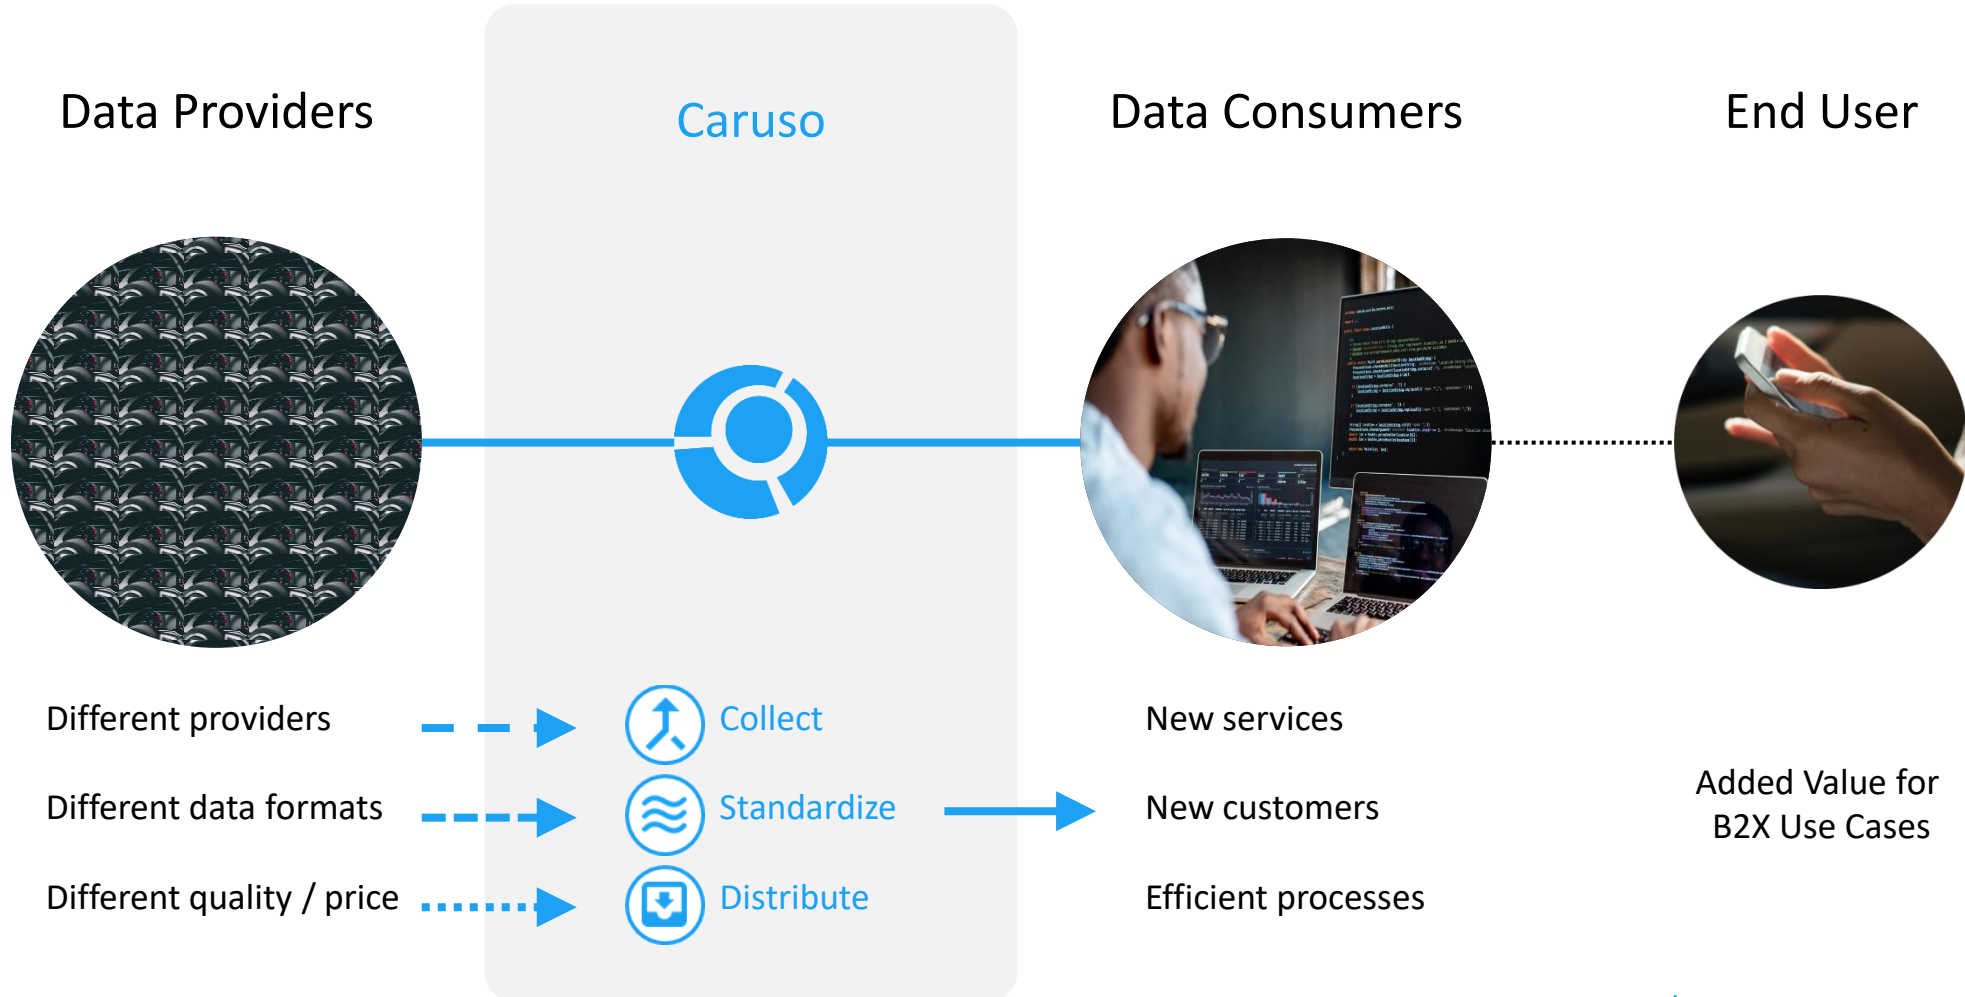 Data Providers
Caruso
Data Consumers
End User
Different providers
Collect
New services
Different data formats
Standardize
New customers
Added Value for
B2X Use Cases
Different quality / price
Distribute
Efficient processes